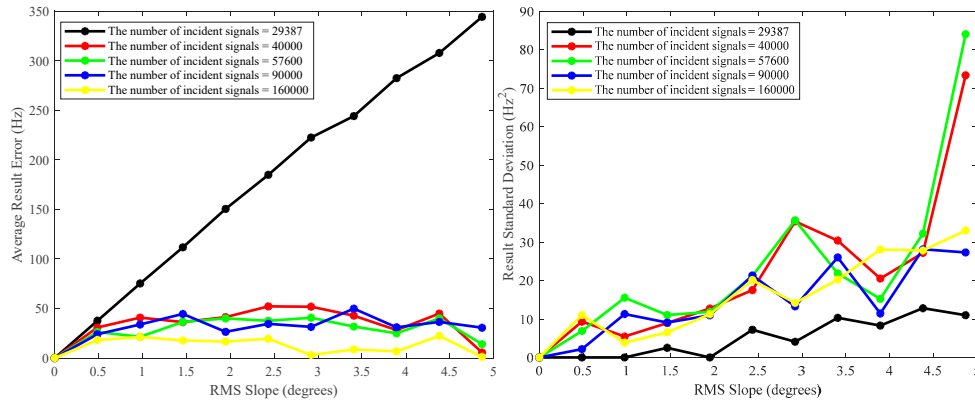 350
300
250
200
150
100
50
0
Average Result Error (Hz)
The number of incident signals = 29387
The number of incident signals = 40000
The number of incident signals = 57600
The number of incident signals = 90000
The number of incident signals = 160000
0 0.5 1 1.5 2 2.5 3 3.5 4 4.5 5
RMS Slope (degrees)
90
80
70
60
50
40
30
20
10
0
Result Standard Deviation (Hz²)
The number of incident signals = 29387
The number of incident signals = 40000
The number of incident signals = 57600
The number of incident signals = 90000
The number of incident signals = 160000
0 0.5 1 1.5 2 2.5 3 3.5 4 4.5
RMS Slope (degrees)